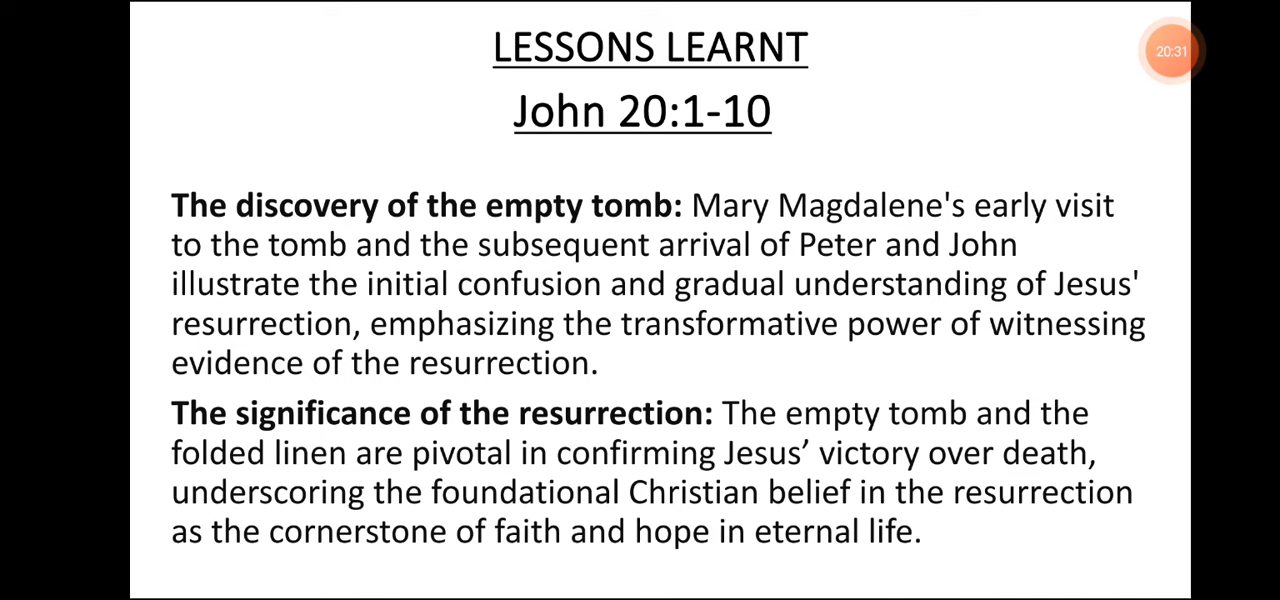 LESSONS LEARNT
20:31
John 20:1-10
The discovery of the empty tomb: Mary Magdalene's early visit
to the tomb and the subsequent arrival of Peter and John
illustrate the initial confusion and gradual understanding of Jesus'
resurrection, emphasizing the transformative power of witnessing
evidence of the resurrection.
The significance of the resurrection: The empty tomb and the
folded linen are pivotal in confirming Jesus’ victory over death,
underscoring the foundational Christian belief in the resurrection
as the cornerstone of faith and hope in eternal life.